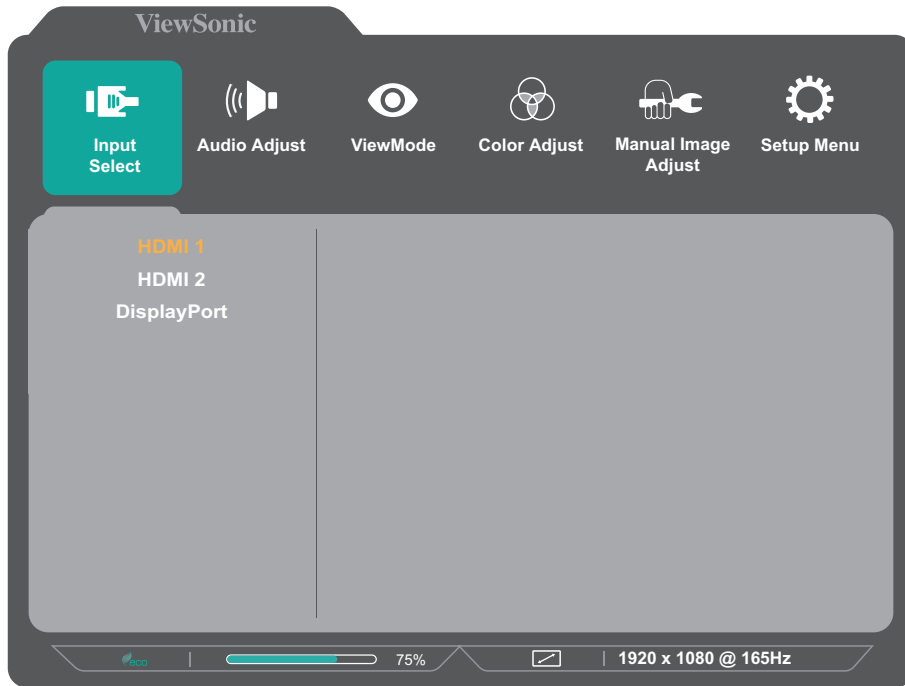 ViewSonic
Input
Select
Audio Adjust
ViewMode
Color Adjust
Manual Image
Adjust
Setup Menu
HDMI 1
HDMI 2
DisplayPort
eco
75%
1920 x 1080 @ 165Hz